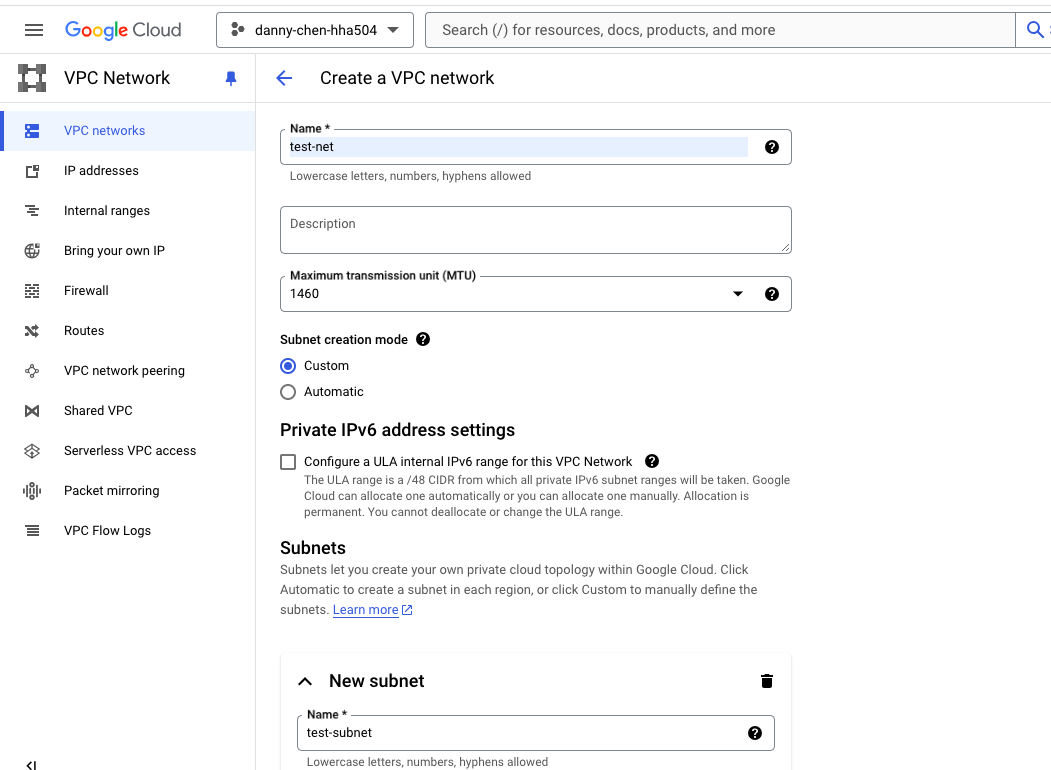 Google Cloud
danny-chen-hha504
Search (/) for resources, docs, products, and more
VPC Network
Create a VPC network
VPC networks
IP addresses
Internal ranges
Bring your own IP
Firewall
Routes
VPC network peering
Shared VPC
Serverless VPC access
Packet mirroring
VPC Flow Logs
Name *
test-net
Lowercase letters, numbers, hyphens allowed
Description
Maximum transmission unit (MTU)
1460
Subnet creation mode
Custom
Automatic
Private IPv6 address settings
Configure a ULA internal IPv6 range for this VPC Network
The ULA range is a /48 CIDR from which all private IPv6 subnet ranges will be taken. Google
Cloud can allocate one automatically or you can allocate one manually. Allocation is
permanent. You cannot deallocate or change the ULA range.
Subnets
Subnets let you create your own private cloud topology within Google Cloud. Click
Automatic to create a subnet in each region, or click Custom to manually define the
subnets. Learn more
New subnet
Name *
test-subnet
Lowercase letters, numbers, hyphens allowed